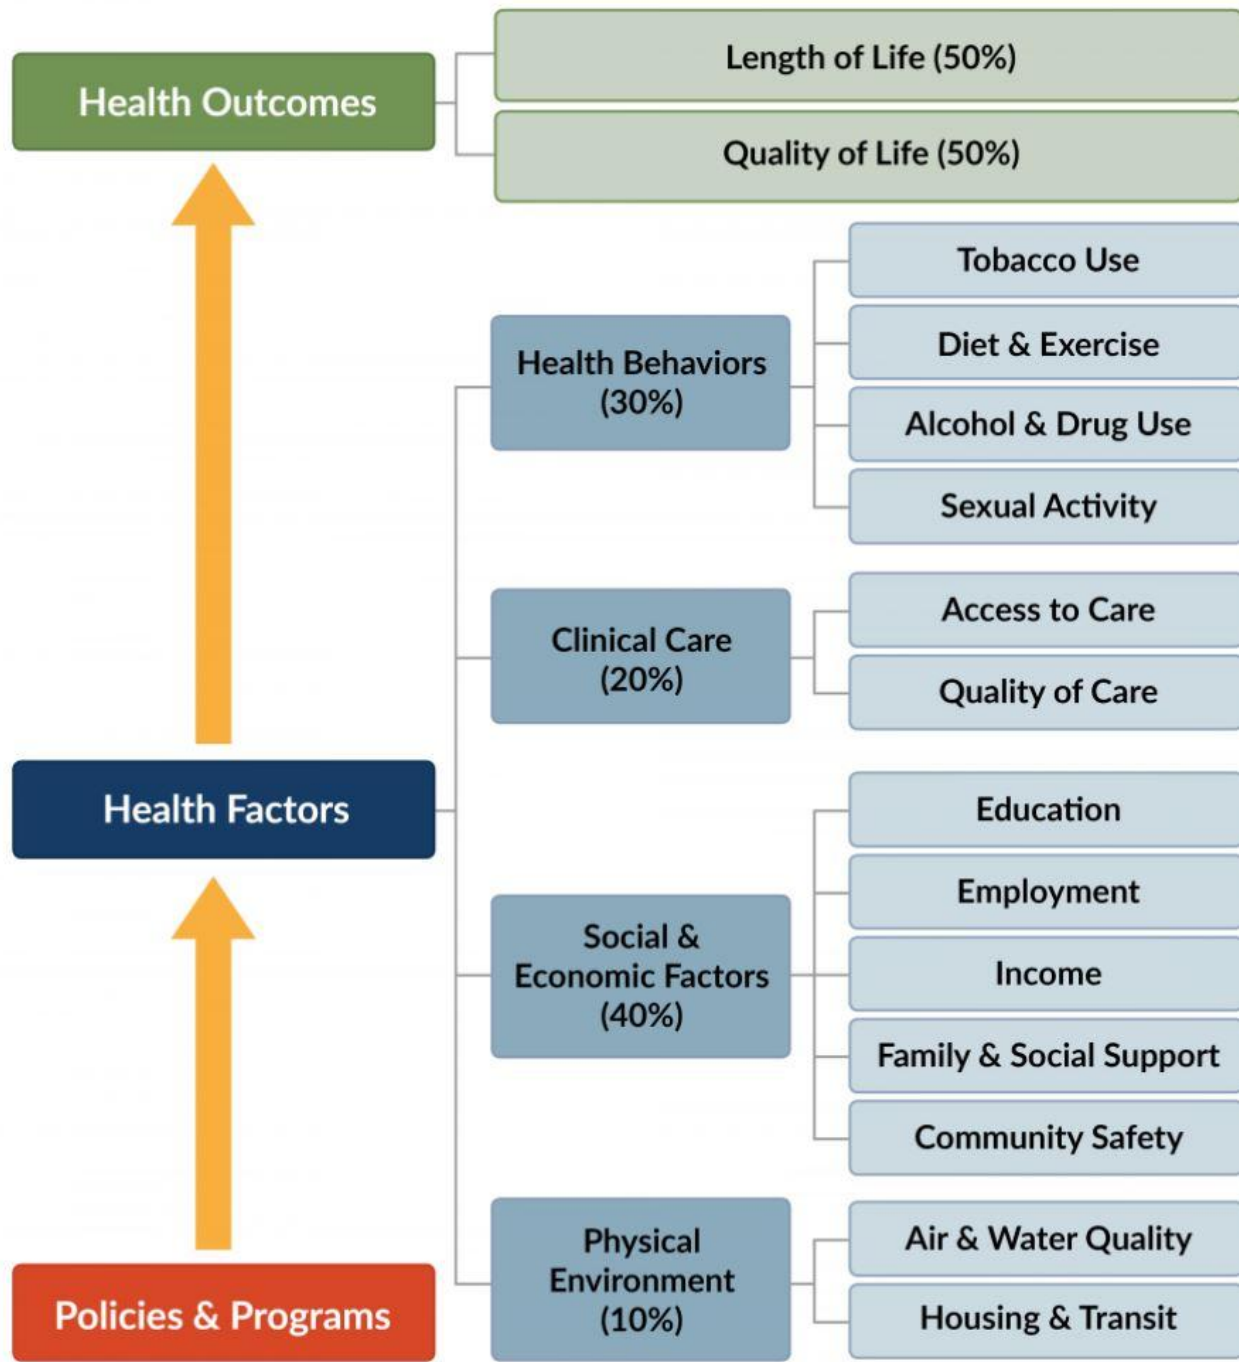 Health Outcomes
Length of Life (50%)
Quality of Life (50%)
Health Factors
Health Behaviors
(30%)
Tobacco Use
Diet & Exercise
Alcohol & Drug Use
Sexual Activity
Clinical Care
(20%)
Access to Care
Quality of Care
Social &
Economic Factors
(40%)
Education
Employment
Income
Family & Social Support
Community Safety
Physical
Environment
(10%)
Air & Water Quality
Housing & Transit
Policies & Programs